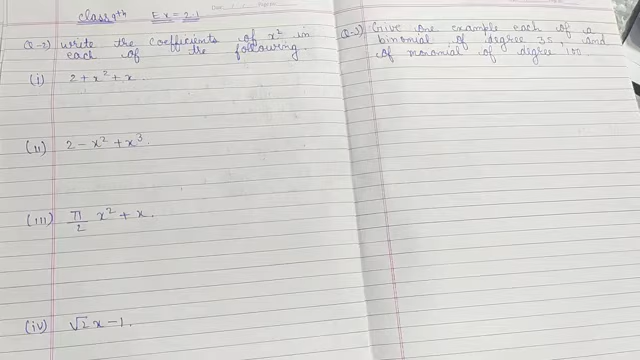 class 9th Ex = 2.1
Q-2) write the coefficients of x² in
each of the following.
(i) 2 + x² + x.
(ii) 2 - x² + x³.
(iii) π/2 x² + x.
(iv) √2x - 1.
Q-3) Give one example each of a
binomial of degree 35, and
of monomial of degree 100.